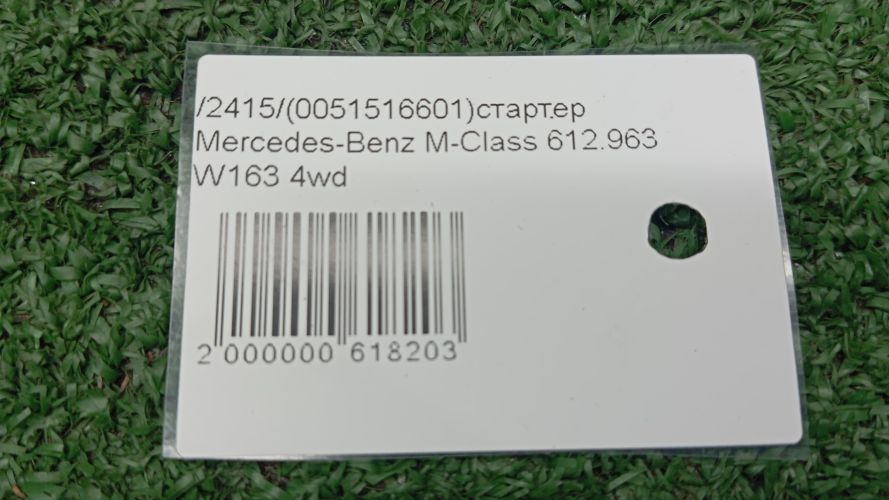 /2415/(0051516601)стартер
Mercedes-Benz M-Class 612.963
W163 4wd
2 000000 618203